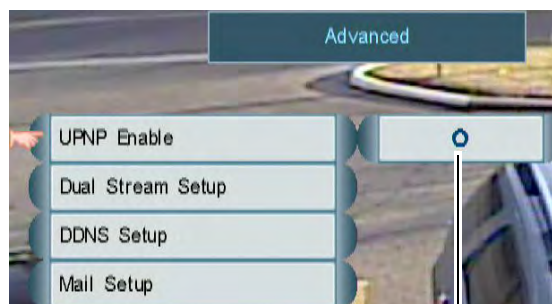 Advanced
UPNP Enable
Dual Stream Setup
DDNS Setup
Mail Setup